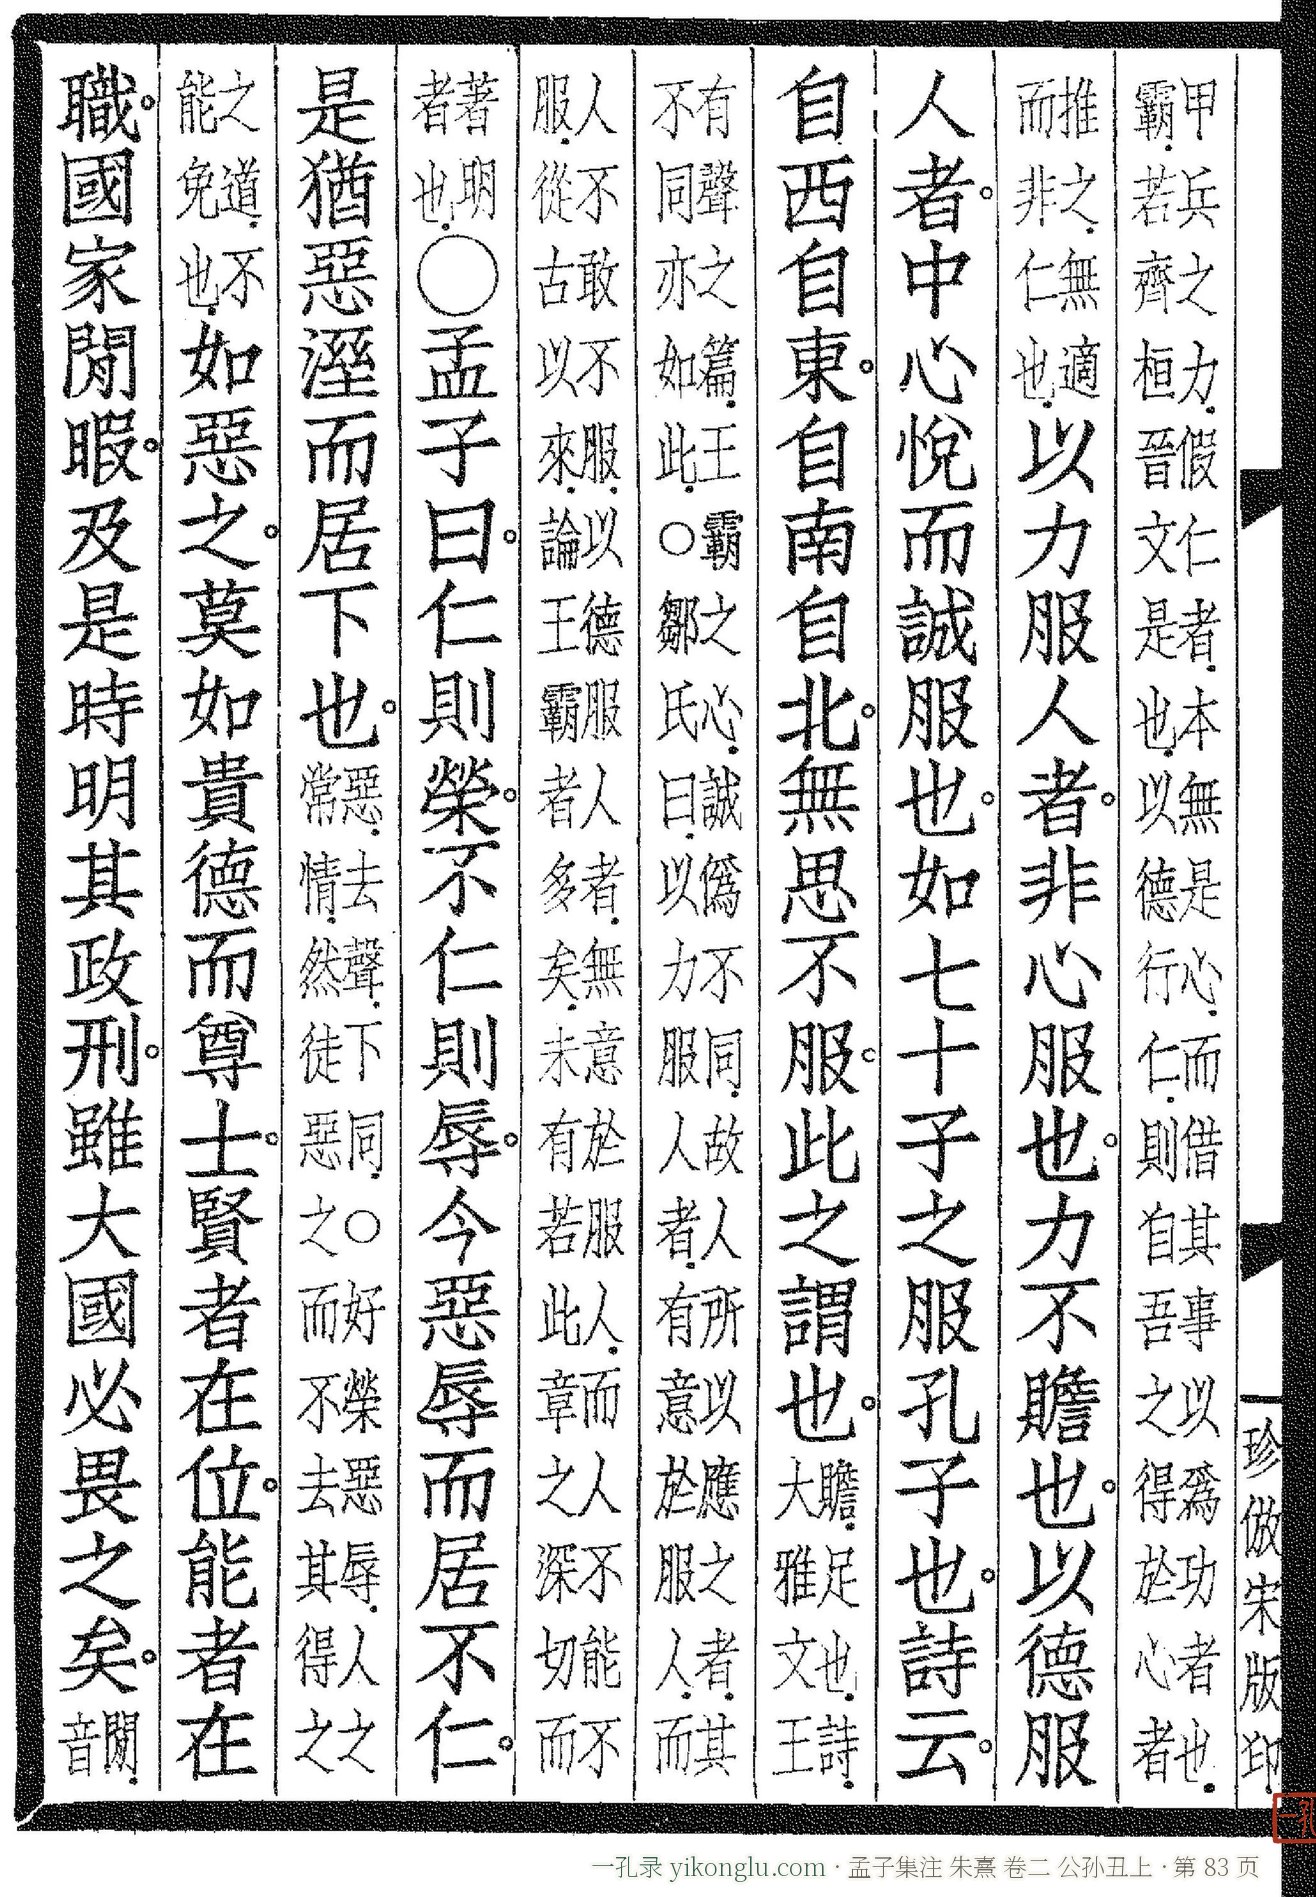 珍倣宋版印
甲兵之力.假仁者.本無是心.而借其事以爲功者也.
霸.若齊桓晉文是也.以德行仁.則自吾之得於心者
推之.無適
而非仁也.
以力服人者。非心服也。力不贍也。以德服
人者。中心悅而誠服也。如七十子之服孔子也。詩云。
自西自東。自南自北。無思不服。此之謂也。
贍.足也.詩.
大雅文王
有聲之篇.王霸之心.誠僞不同.故人所以應之者.其
不同亦如此.○鄒氏曰.以力服人者.有意於服人.而
人不敢不服.以德服人者.無意於服人.而人不能不
服.從古以來.論王霸者多矣.未有若此章之深切而
著明
者也.
○孟子曰。仁則榮。不仁則辱。今惡辱而居不仁。
是猶惡溼而居下也。
惡.去聲.下同.○好榮惡辱.人之
常情.然徒惡之而不去其得之之
之道.不
能免也.
如惡之。莫如貴德而尊士。賢者在位。能者在
職。國家閒暇。及是時明其政刑。雖大國必畏之矣。
閒.
音
一孔录 yikonglu.com · 孟子集注 朱熹 卷二 公孙丑上 · 第 83 页